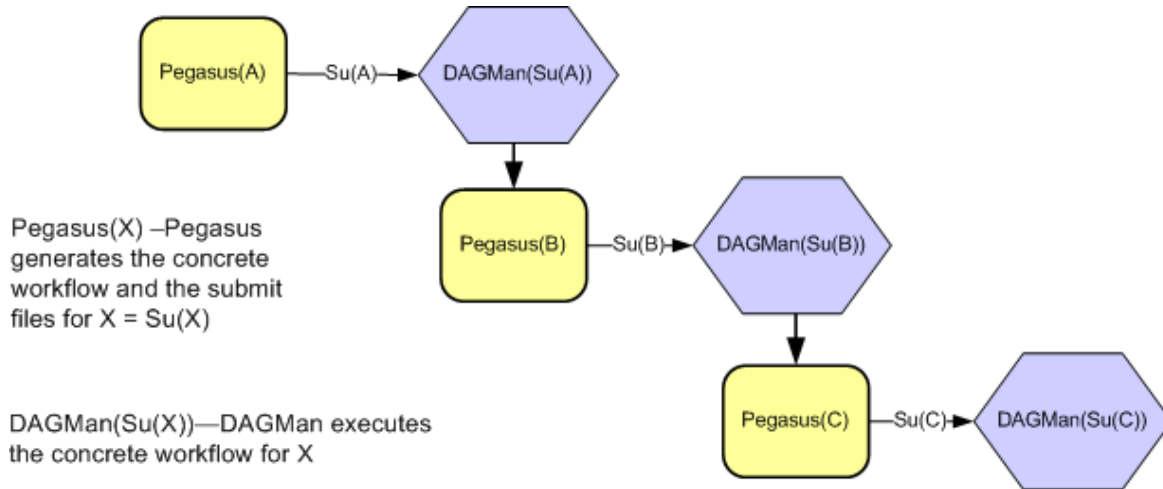 Pegasus(A)
Su(A)
DAGMan(Su(A))
Pegasus(B)
Su(B)
DAGMan(Su(B))
Pegasus(X) –Pegasus
generates the concrete
workflow and the submit
files for X = Su(X)
Pegasus(C)
Su(C)
DAGMan(Su(C))
DAGMan(Su(X))—DAGMan executes
the concrete workflow for X